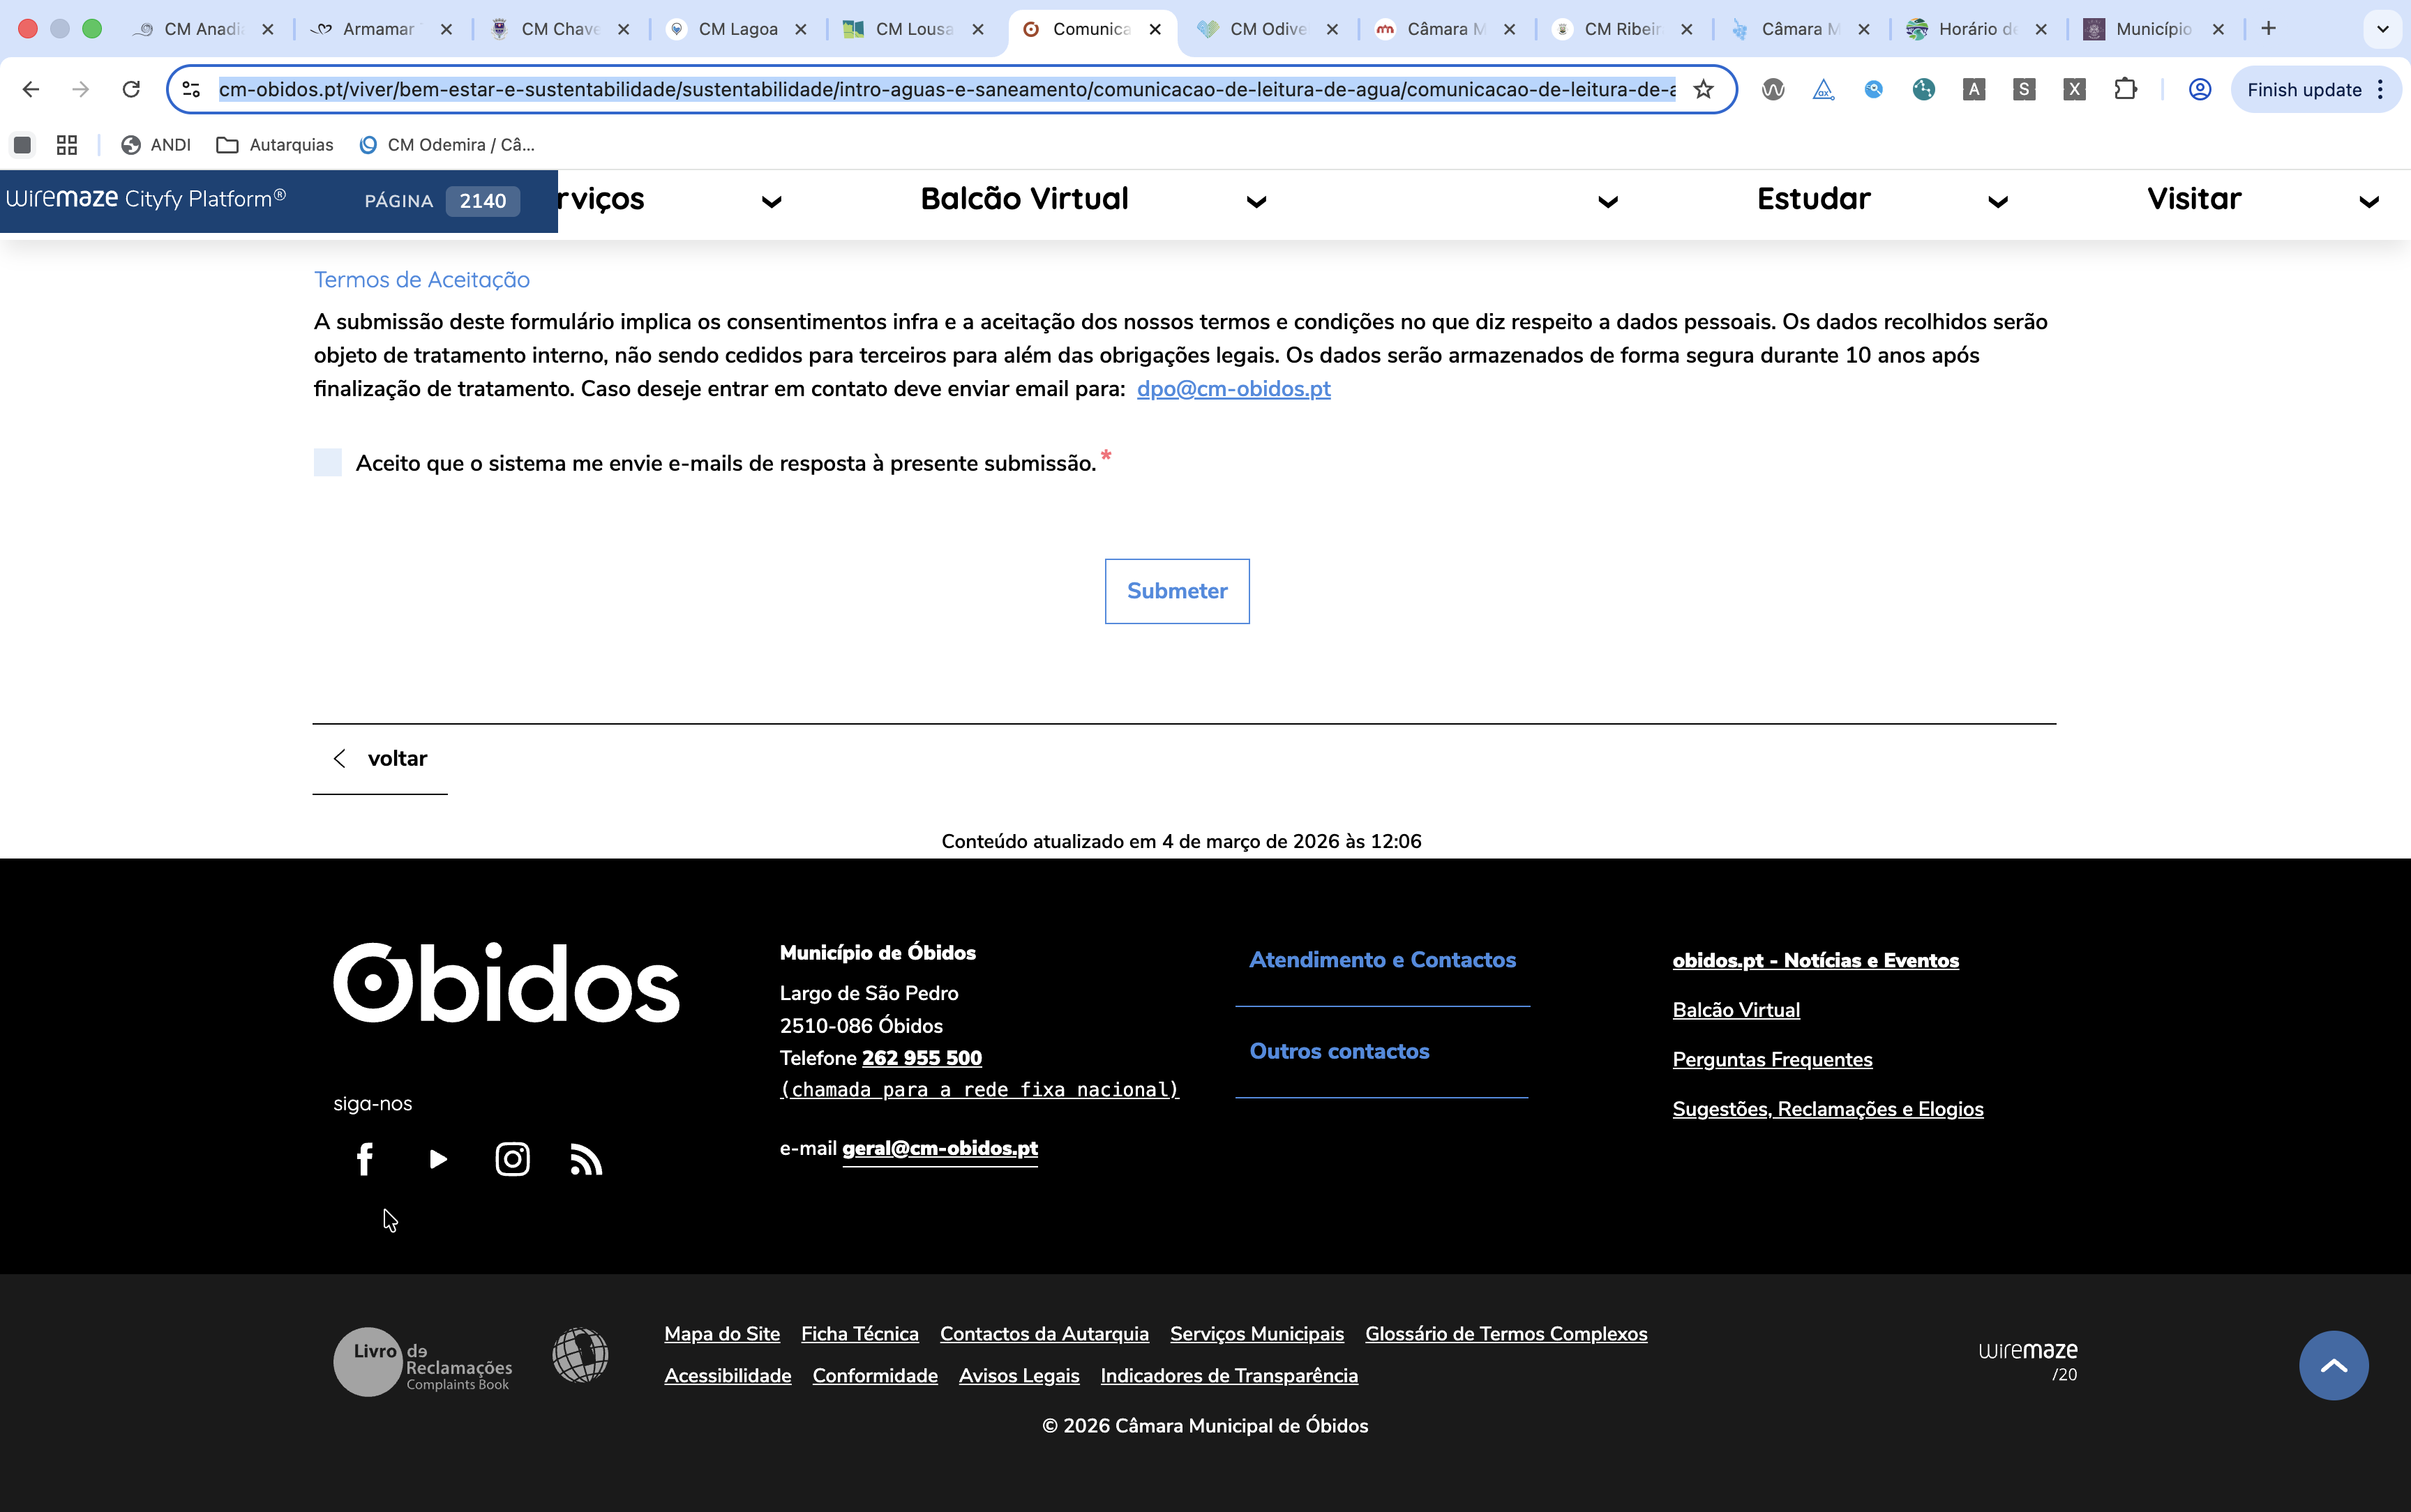 CM Anadi
Armamar
CM Chave
CM Lagoa
CM Lousa
Comunica
CM Odive
Câmara M
CM Ribeir
Câmara M
Horário de
Município
cm-obidos.pt/viver/bem-estar-e-sustentabilidade/sustentabilidade/intro-aguas-e-saneamento/comunicacao-de-leitura-de-agua/comunicacao-de-leitura-de-a
A
S
X
Finish update
ANDI
Autarquias
CM Odemira / Câ...
wiremaze Cityfy Platform®
PÁGINA 2140
rviços
Balcão Virtual
Estudar
Visitar
Termos de Aceitação
A submissão deste formulário implica os consentimentos infra e a aceitação dos nossos termos e condições no que diz respeito a dados pessoais. Os dados recolhidos serão
objeto de tratamento interno, não sendo cedidos para terceiros para além das obrigações legais. Os dados serão armazenados de forma segura durante 10 anos após
finalização de tratamento. Caso deseje entrar em contato deve enviar email para: dpo@cm-obidos.pt
Aceito que o sistema me envie e-mails de resposta à presente submissão.*
Submeter
voltar
Conteúdo atualizado em 4 de março de 2026 às 12:06
Óbidos
siga-nos
Município de Óbidos
Largo de São Pedro
2510-086 Óbidos
Telefone 262 955 500
(chamada para a rede fixa nacional)
e-mail geral@cm-obidos.pt
Atendimento e Contactos
Outros contactos
obidos.pt - Notícias e Eventos
Balcão Virtual
Perguntas Frequentes
Sugestões, Reclamações e Elogios
Livro de
Reclamações
Complaints Book
Mapa do Site Ficha Técnica Contactos da Autarquia Serviços Municipais Glossário de Termos Complexos
Acessibilidade Conformidade Avisos Legais Indicadores de Transparência
© 2026 Câmara Municipal de Óbidos
wiremaze
/20